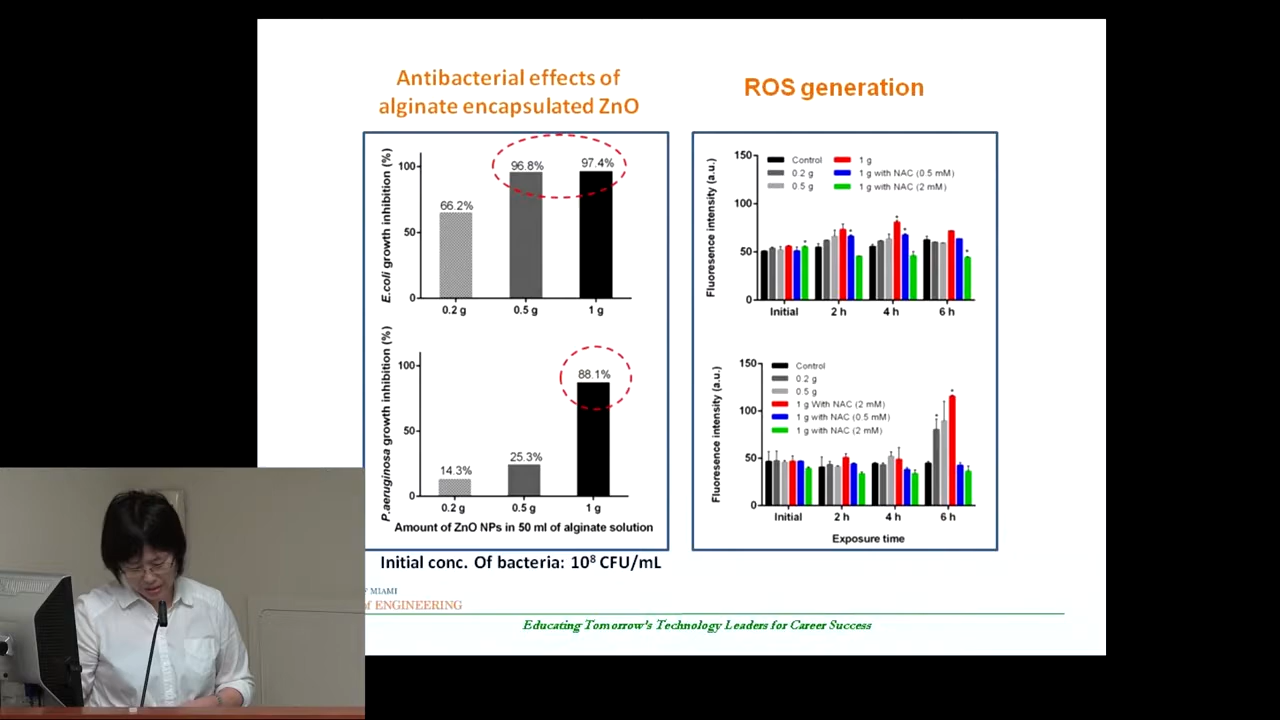 Antibacterial effects of
alginate encapsulated ZnO
E.coli growth inhibition (%)
100
50
0
66.2%
96.8%
97.4%
0.2 g
0.5 g
1 g
P.aeruginosa growth inhibition (%)
100
50
0
14.3%
25.3%
88.1%
0.2 g
0.5 g
1 g
Amount of ZnO NPs in 50 ml of alginate solution
Initial conc. Of bacteria: 10⁸ CFU/mL
ROS generation
Fluoresence intensity (a.u.)
150
100
50
0
Control
0.2 g
0.5 g
1 g
1 g with NAC (0.5 mM)
1 g with NAC (2 mM)
* * * * *
Initial
2 h
4 h
6 h
Fluoresence intensity (a.u.)
150
100
50
0
Control
0.2 g
0.5 g
1 g With NAC (2 mM)
1 g with NAC (0.5 mM)
1 g with NAC (2 mM)
* *
Initial
2 h
4 h
6 h
Exposure time
MIAMI
of ENGINEERING
Educating Tomorrow's Technology Leaders for Career Success